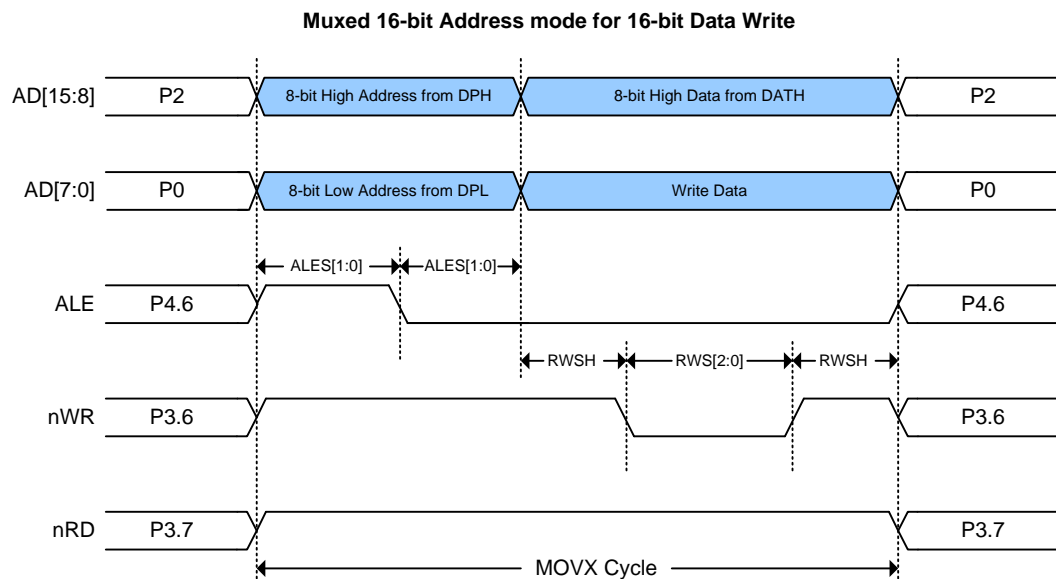 Muxed 16-bit Address mode for 16-bit Data Write
AD[15:8] P2 8-bit High Address from DPH 8-bit High Data from DATH P2
AD[7:0] P0 8-bit Low Address from DPL Write Data P0
ALES[1:0] ALES[1:0]
ALE P4.6 P4.6
RWSH RWS[2:0] RWSH
nWR P3.6 P3.6
nRD P3.7 P3.7
MOVX Cycle